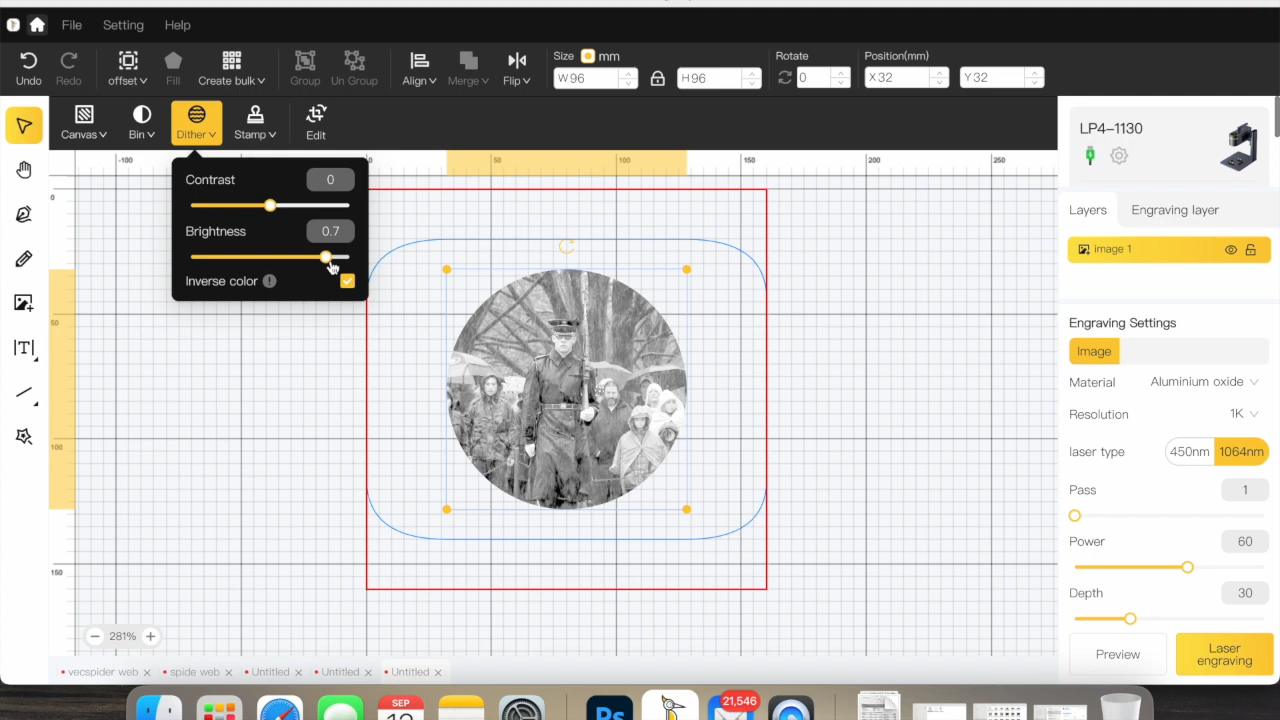 File Setting Help
Undo Redo offset Fill Create bulk Group Un Group Align Merge Flip
Size mm
W 96 H 96
Rotate
0
Position(mm)
X 32 Y 32
Canvas Bin Dither Stamp Edit
-100 0 50 100 150 200 250
0
50
100
150
Contrast 0
Brightness 0.7
Inverse color
LP4-1130
Layers Engraving layer
image 1
Engraving Settings
Image
Material Aluminium oxide
Resolution 1K
laser type 450nm 1064nm
Pass 1
Power 60
Depth 30
Preview Laser
engraving
281%
vecspider web spide web Untitled Untitled Untitled
SEP
Ps
21,546